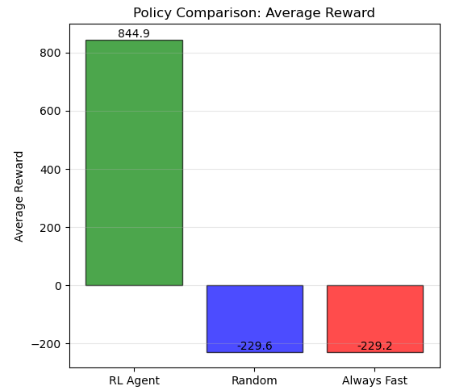 Policy Comparison: Average Reward
844.9
800
600
400
200
0
−200
Average Reward
-229.6
-229.2
RL Agent
Random
Always Fast